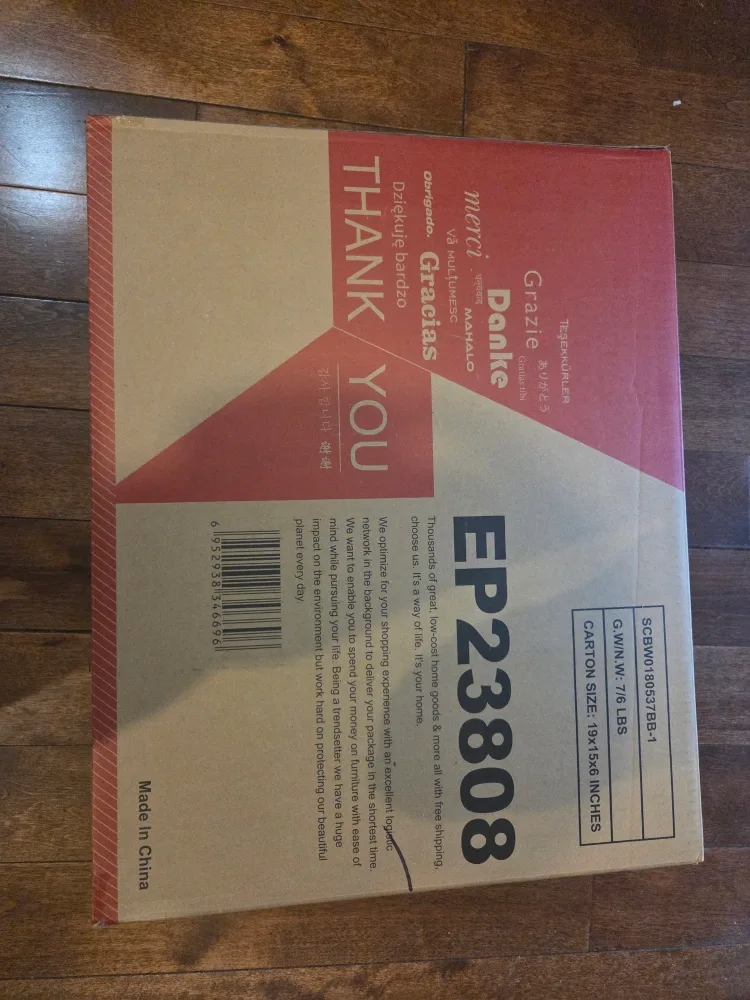 TEŞEKKÜRLER
Grazie ありがとう
Danke Gratias tibi
merci धन्यवाद MAHALO
VĂ MULȚUMESC
Obrigado. Gracias
Dziękuję bardzo
THANK YOU
감사 합니다 谢谢
SCBW0180537BB-1
G.W/N.W: 7/6 LBS
CARTON SIZE: 19x15x6 INCHES
EP23808
Thousands of great, low-cost home goods & more all with free shipping,
choose us. It's a way of life. It's your home.
We optimize for your shopping experience with an excellent logistic
network in the background to deliver your package in the shortest time.
We want to enable you to spend your money on furniture with ease of
mind while pursuing your life. Being a trendsetter we have a huge
impact on the environment but work hard on protecting our beautiful
planet every day.
6 952938 346696
Made In China